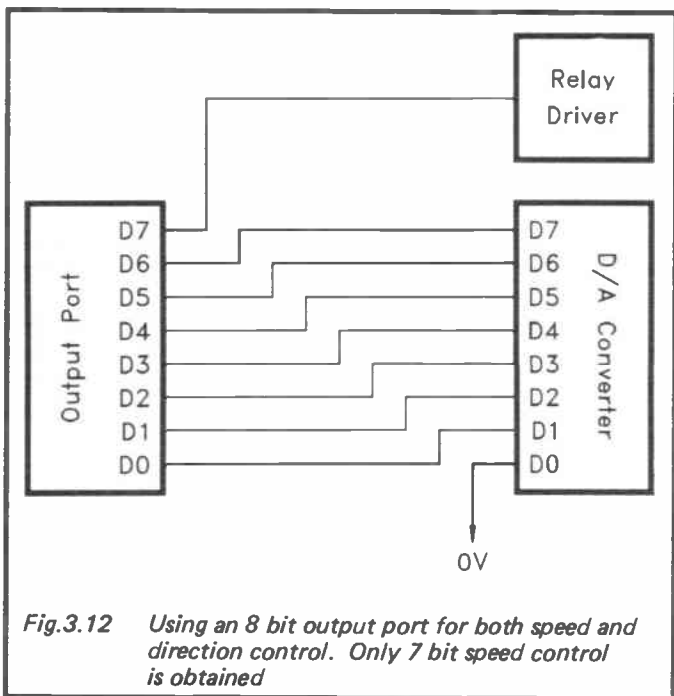 Relay
Driver
Output Port
D7
D6
D5
D4
D3
D2
D1
D0
D7
D6
D5
D4
D3
D2
D1
D0
D/A Converter
0V
Fig.3.12 Using an 8 bit output port for both speed and
direction control. Only 7 bit speed control
is obtained